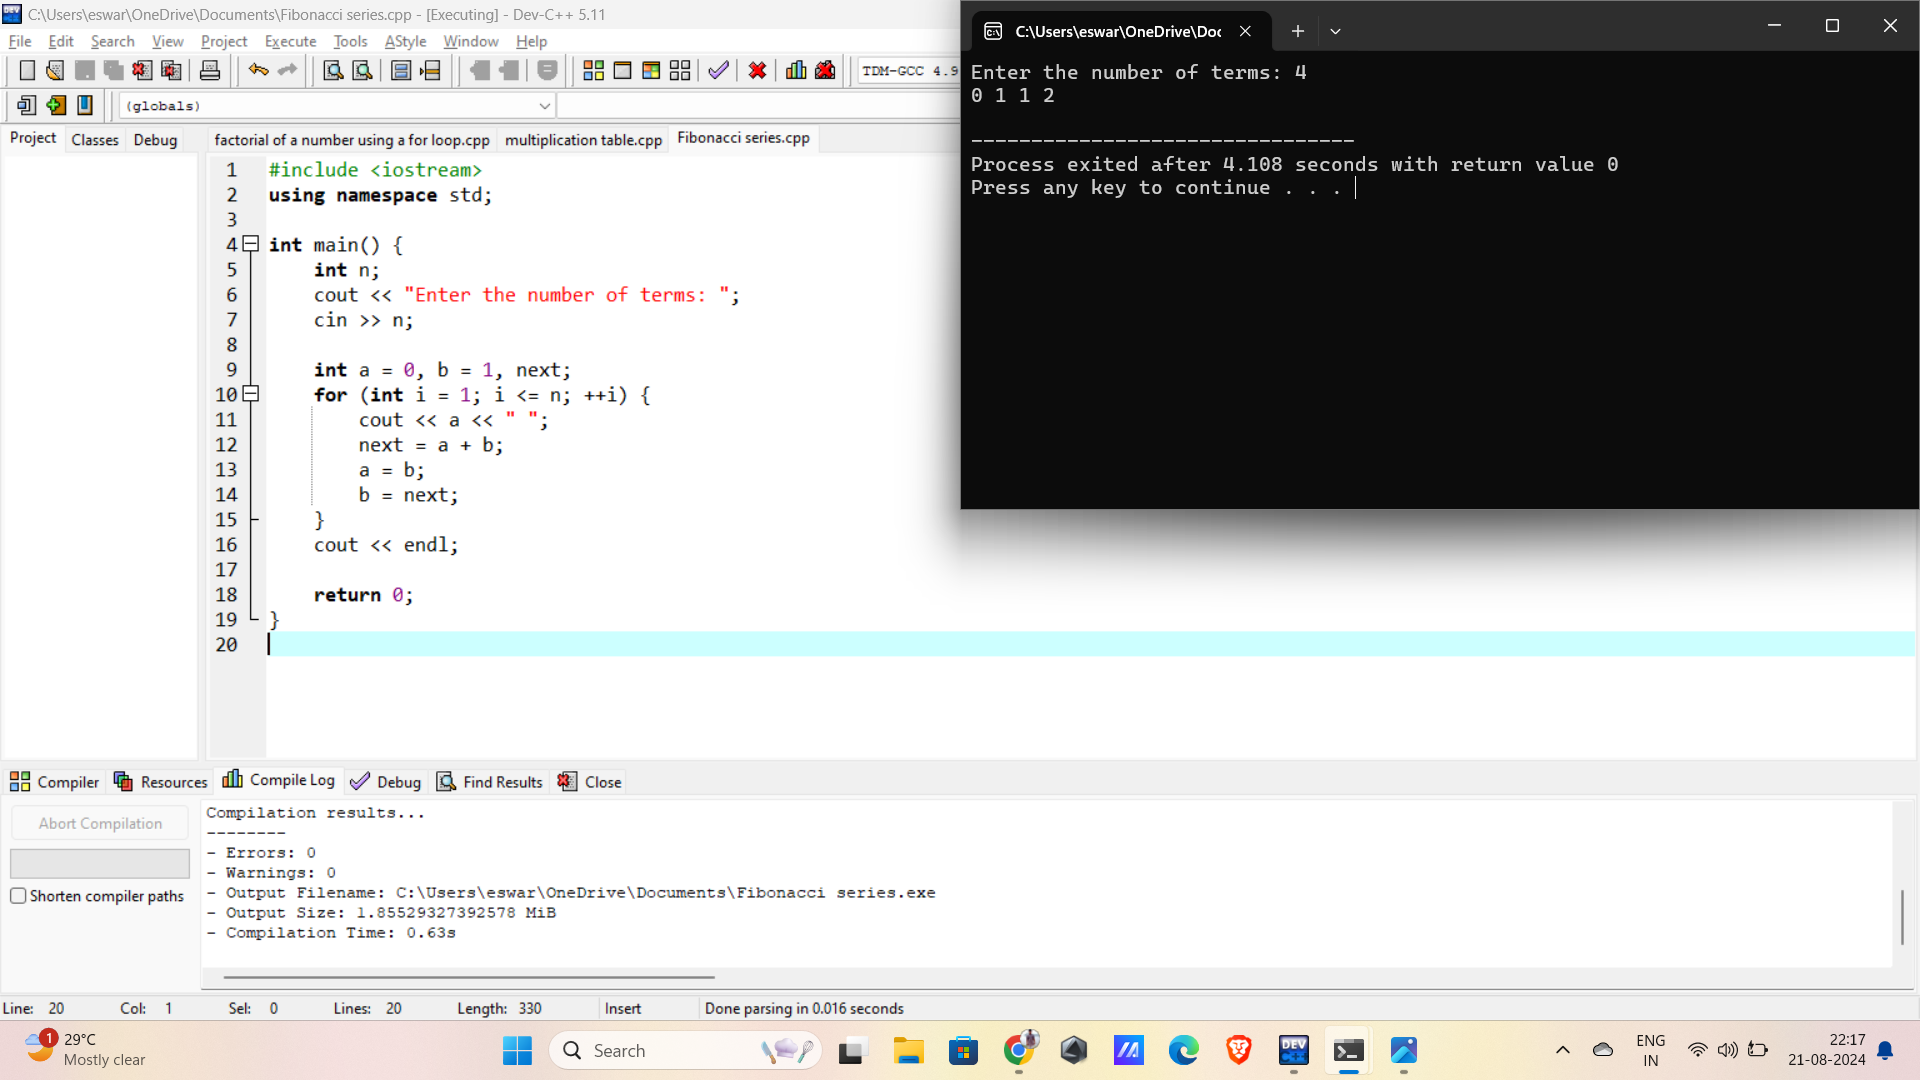 C:\Users\eswar\OneDrive\Documents\Fibonacci series.cpp - [Executing] - Dev-C++ 5.11
File Edit Search View Project Execute Tools AStyle Window Help
TDM-GCC 4.9
(globals)
Project Classes Debug
factorial of a number using a for loop.cpp multiplication table.cpp Fibonacci series.cpp
1 #include <iostream>
2 using namespace std;
3
4 int main() {
5 int n;
6 cout << "Enter the number of terms: ";
7 cin >> n;
8
9 int a = 0, b = 1, next;
10 for (int i = 1; i <= n; ++i) {
11 cout << a << " ";
12 next = a + b;
13 a = b;
14 b = next;
15 }
16 cout << endl;
17
18 return 0;
19 }
20
C:\Users\eswar\OneDrive\Doc
Enter the number of terms: 4
0 1 1 2
--------------------------------
Process exited after 4.108 seconds with return value 0
Press any key to continue . . .
Compiler Resources Compile Log Debug Find Results Close
Abort Compilation
Shorten compiler paths
Compilation results...
--------
- Errors: 0
- Warnings: 0
- Output Filename: C:\Users\eswar\OneDrive\Documents\Fibonacci series.exe
- Output Size: 1.85529327392578 MiB
- Compilation Time: 0.63s
Line: 20 Col: 1 Sel: 0 Lines: 20 Length: 330 Insert Done parsing in 0.016 seconds
1
29°C
Mostly clear
Search
DEV
ENG
IN
22:17
21-08-2024